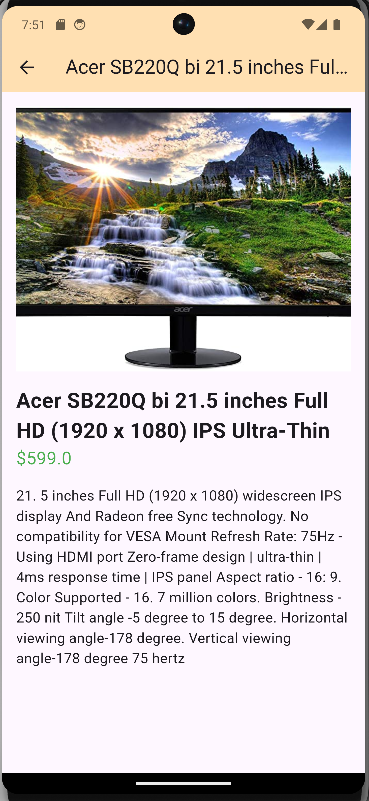 7:51
Acer SB220Q bi 21.5 inches Ful...
acer
Acer SB220Q bi 21.5 inches Full
HD (1920 x 1080) IPS Ultra-Thin
$599.0
21. 5 inches Full HD (1920 x 1080) widescreen IPS
display And Radeon free Sync technology. No
compatibility for VESA Mount Refresh Rate: 75Hz -
Using HDMI port Zero-frame design | ultra-thin |
4ms response time | IPS panel Aspect ratio - 16: 9.
Color Supported - 16. 7 million colors. Brightness -
250 nit Tilt angle -5 degree to 15 degree. Horizontal
viewing angle-178 degree. Vertical viewing
angle-178 degree 75 hertz